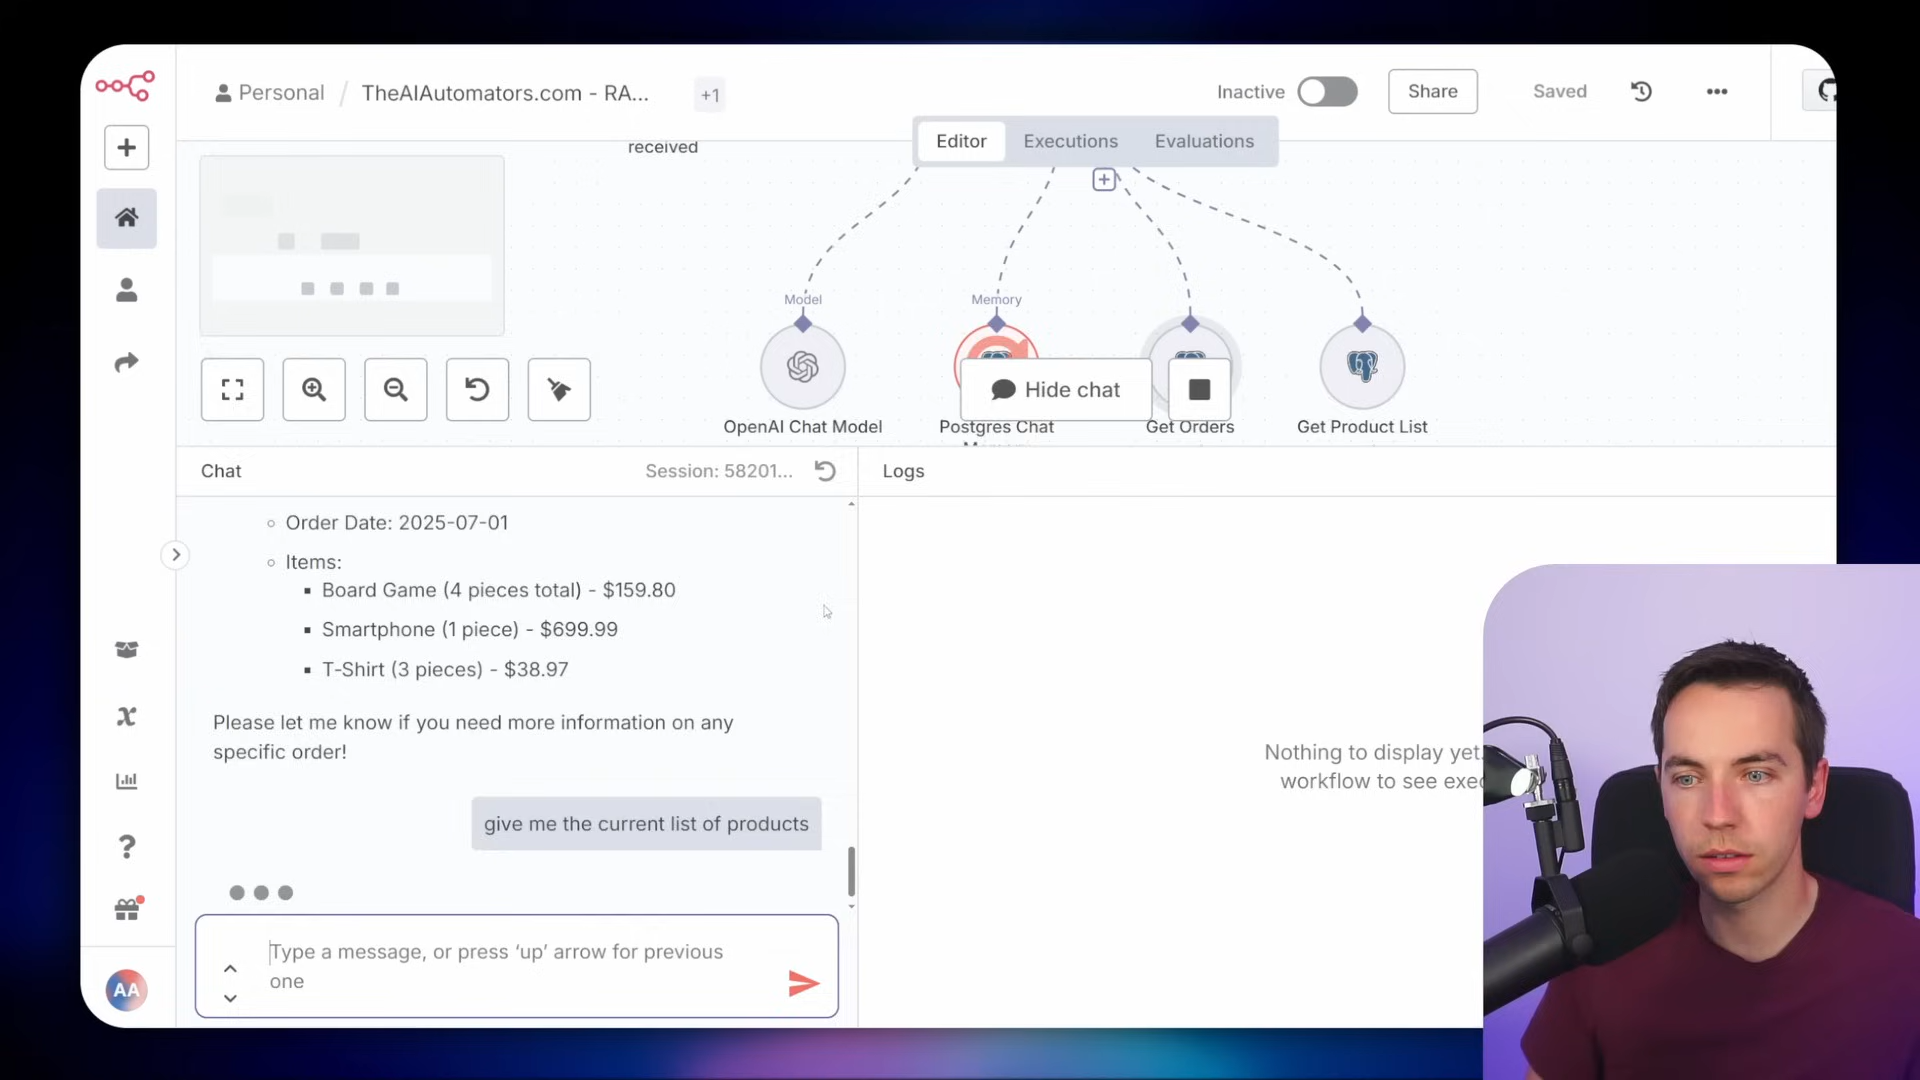 Personal / TheAIAutomators.com - RA... +1
Inactive
Share
Saved
Editor Executions Evaluations
received
Model
Memory
Hide chat
OpenAI Chat Model
Postgres Chat
Get Orders
Get Product List
Chat
Session: 58201...
Logs
Order Date: 2025-07-01
Items:
Board Game (4 pieces total) - $159.80
Smartphone (1 piece) - $699.99
T-Shirt (3 pieces) - $38.97
Please let me know if you need more information on any
specific order!
give me the current list of products
Type a message, or press ‘up’ arrow for previous
one
Nothing to display yet.
workflow to see exec
AA